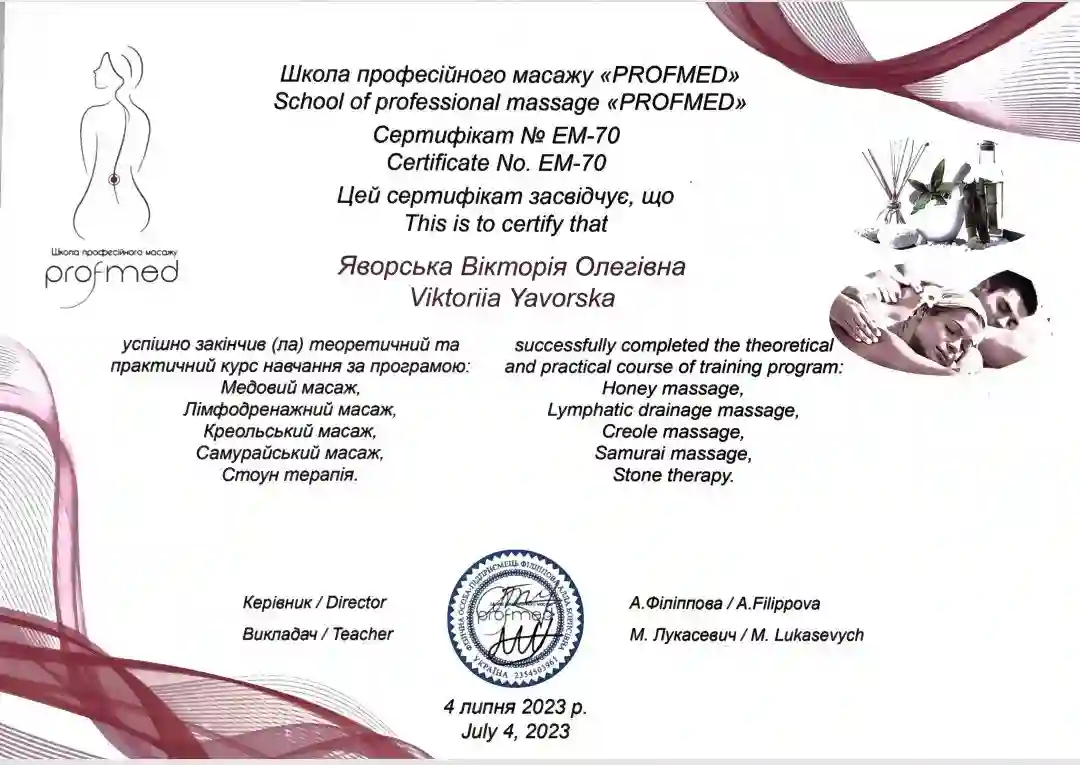 Школа професійного масажу «PROFMED»
School of professional massage «PROFMED»
Сертифікат № EM-70
Certificate No. EM-70
Цей сертифікат засвідчує, що
This is to certify that
Школа професійного масажу
profmed
Яворська Вікторія Олегівна
Viktoriia Yavorska
успішно закінчив (ла) теоретичний та
практичний курс навчання за програмою:
Медовий масаж,
Лімфодренажний масаж,
Креольський масаж,
Самурайський масаж,
Стоун терапія.
successfully completed the theoretical
and practical course of training program:
Honey massage,
Lymphatic drainage massage,
Creole massage,
Samurai massage,
Stone therapy.
Керівник / Director
Викладач / Teacher
ФІЗИЧНА ОСОБА-ПІДПРИЄМЕЦЬ ФІЛІППОВА АЛЛА БОРИСІВНА
profmed
УКРАЇНА 2354503961
А.Філіппова / A.Filippova
М. Лукасевич / M. Lukasevych
4 липня 2023 р.
July 4, 2023